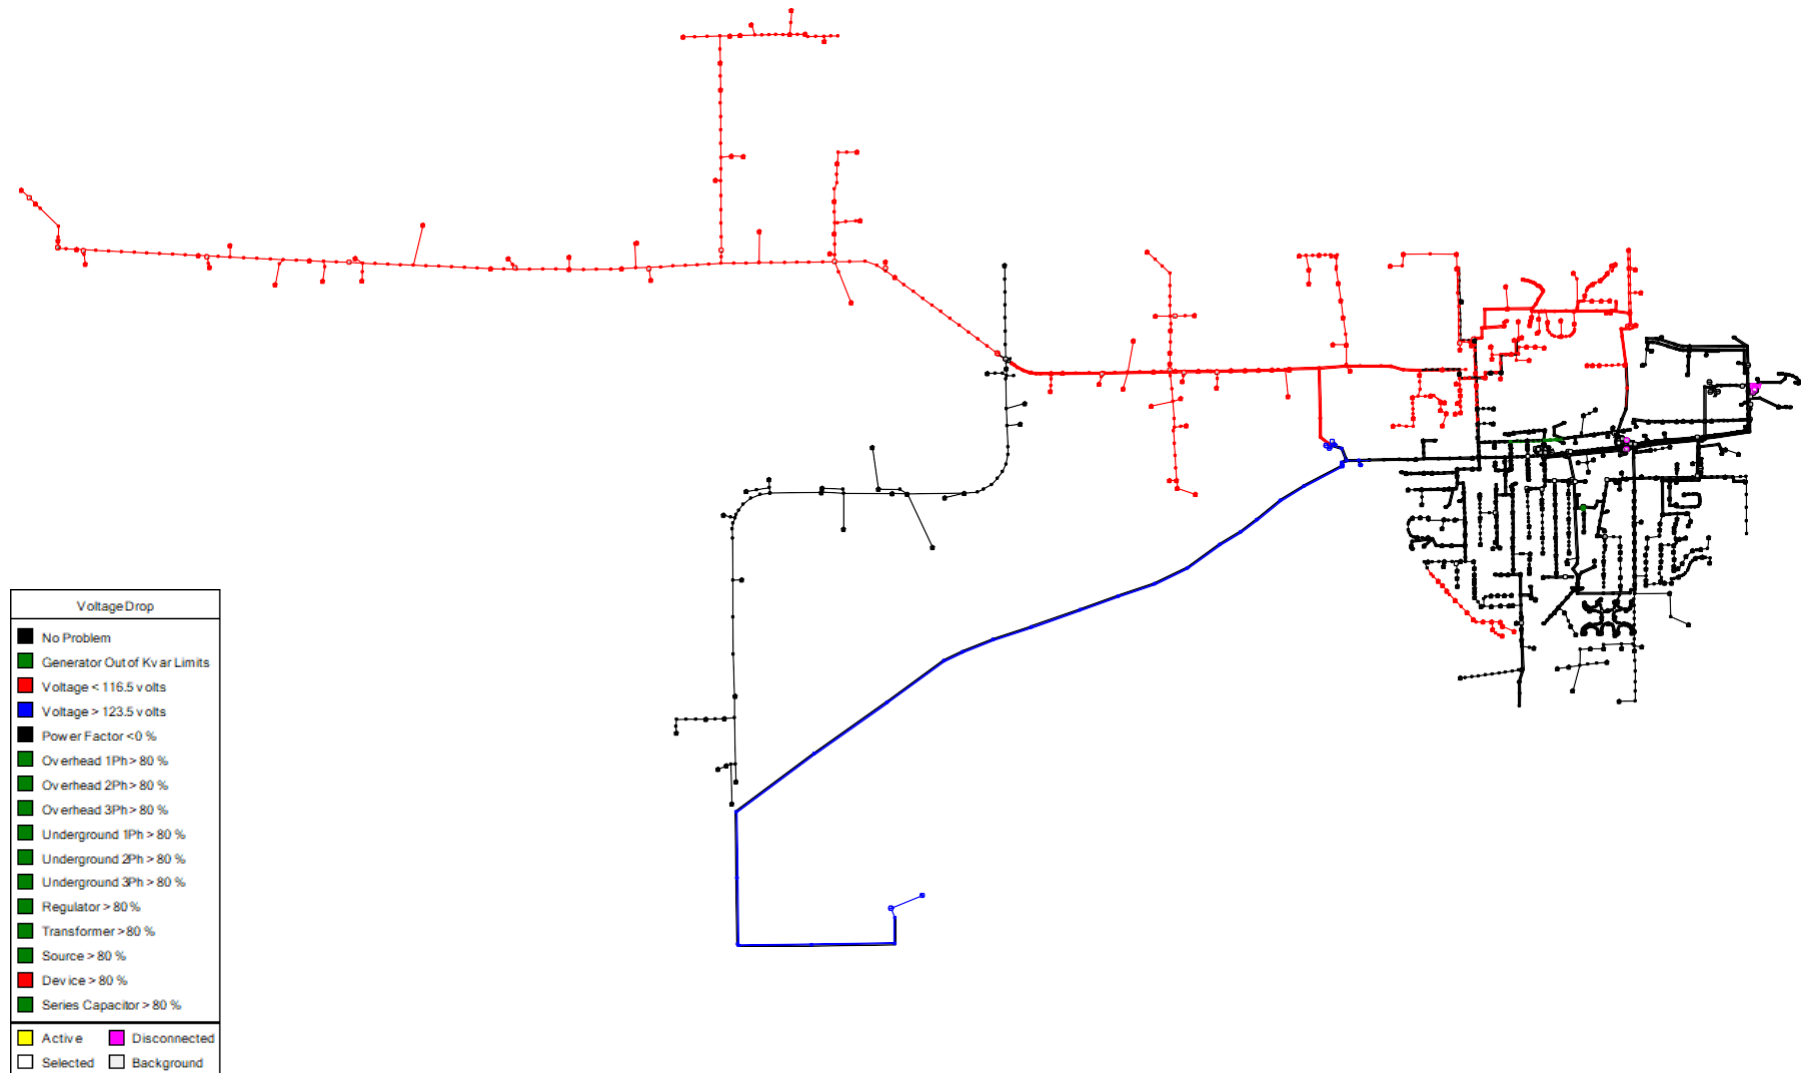 Voltage Drop
No Problem
Generator Out of Kvar Limits
Voltage < 116.5 volts
Voltage > 123.5 volts
Power Factor <0 %
Overhead 1Ph > 80 %
Overhead 2Ph > 80 %
Overhead 3Ph > 80 %
Underground 1Ph > 80 %
Underground 2Ph > 80 %
Underground 3Ph > 80 %
Regulator > 80 %
Transformer > 80 %
Source > 80 %
Device > 80 %
Series Capacitor > 80 %
Active Disconnected
Selected Background